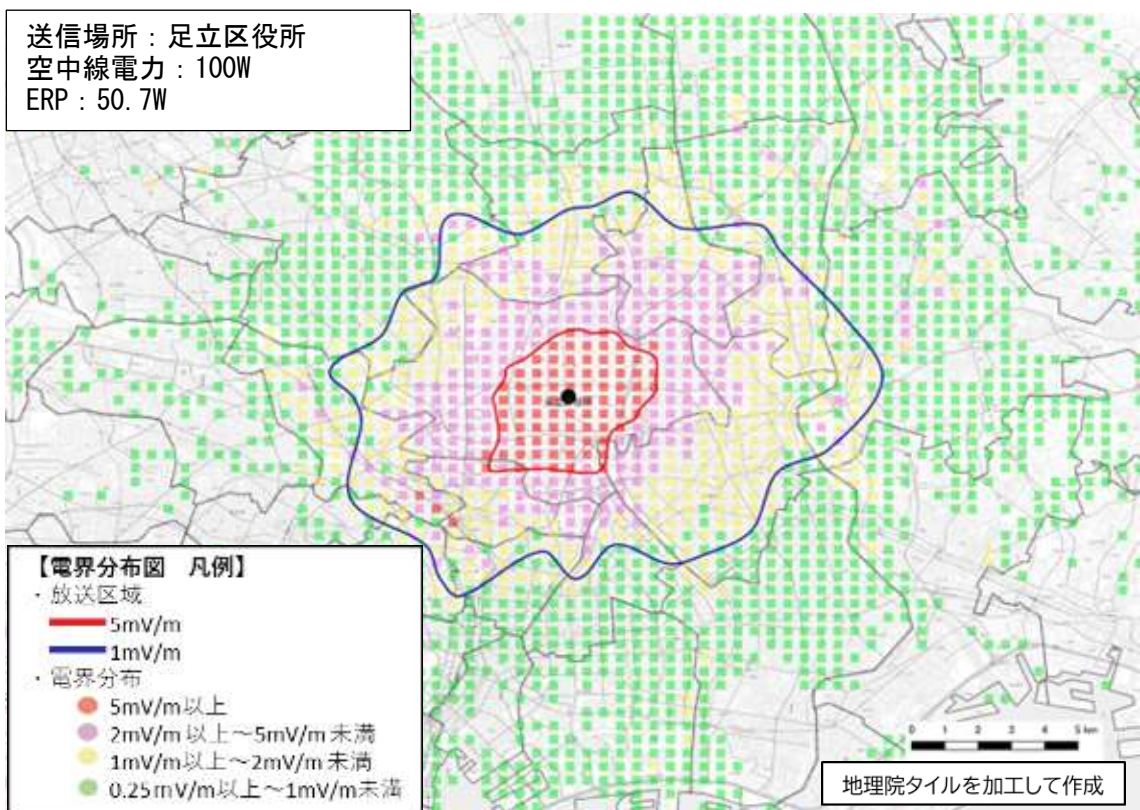 送信場所：足立区役所
空中線電力：100W
ERP：50.7W
【電界分布図　凡例】
・放送区域
5mV/m
1mV/m
・電界分布
5mV/m以上
2mV/m以上～5mV/m未満
1mV/m以上～2mV/m未満
0.25mV/m以上～1mV/m未満
0 1 2 3 4 5 km
地理院タイルを加工して作成